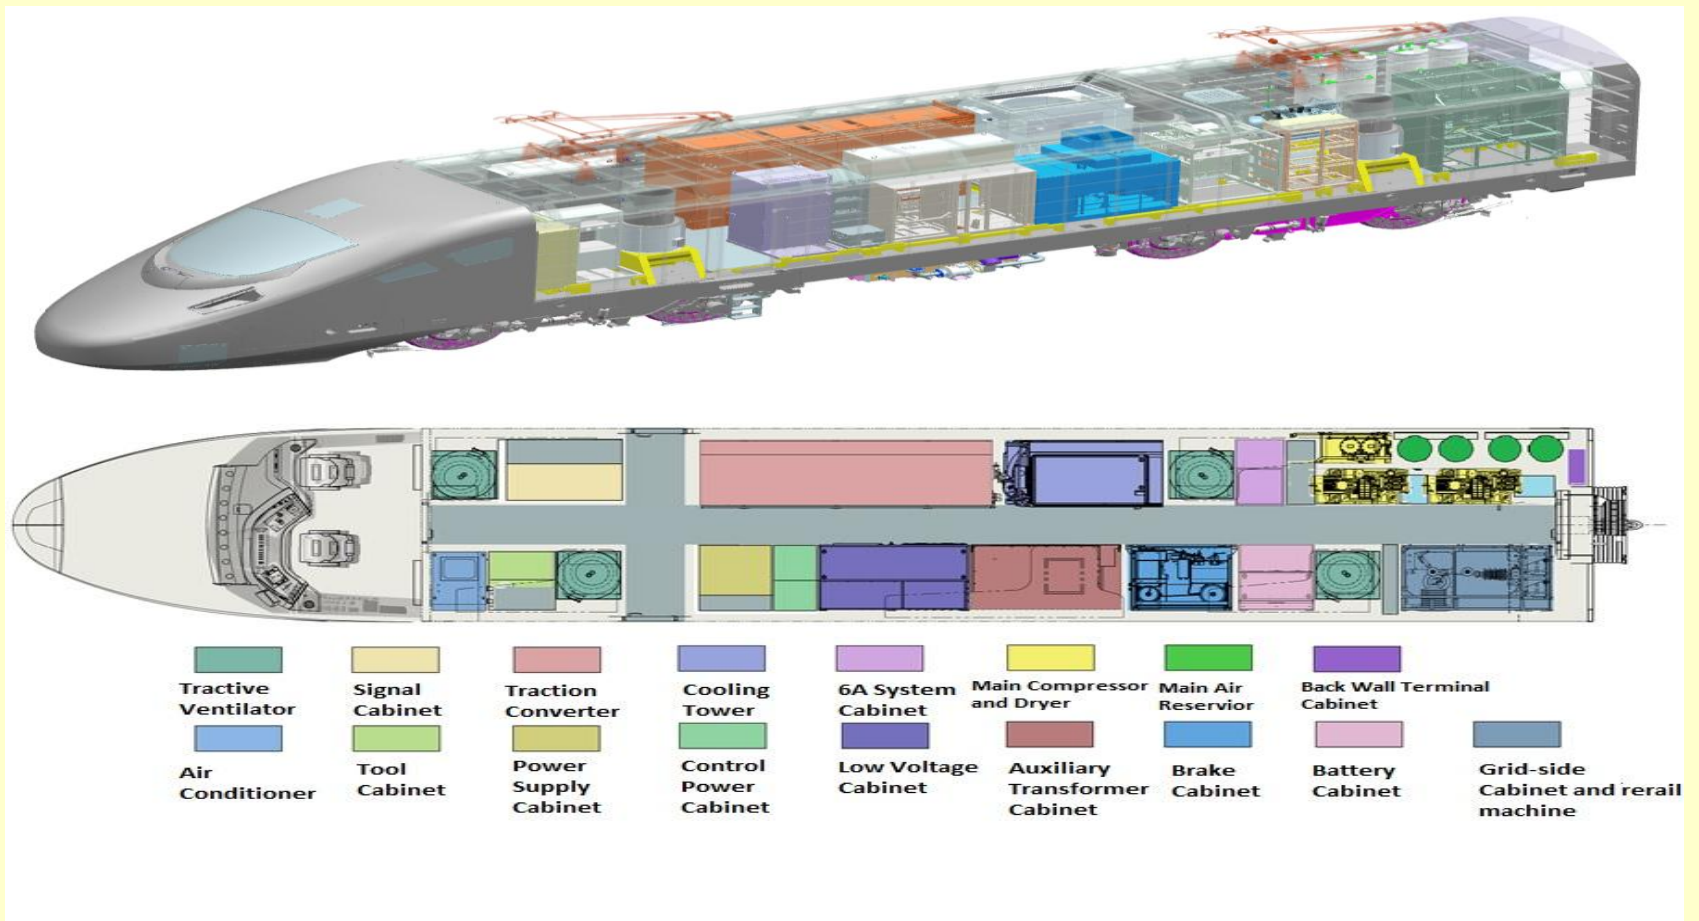 Tractive
Ventilator
Signal
Cabinet
Traction
Converter
Cooling
Tower
6A System
Cabinet
Main Compressor
and Dryer
Main Air
Reservior
Back Wall Terminal
Cabinet
Air
Conditioner
Tool
Cabinet
Power
Supply
Cabinet
Control
Power
Cabinet
Low Voltage
Cabinet
Auxiliary
Transformer
Cabinet
Brake
Cabinet
Battery
Cabinet
Grid-side
Cabinet and rerail
machine